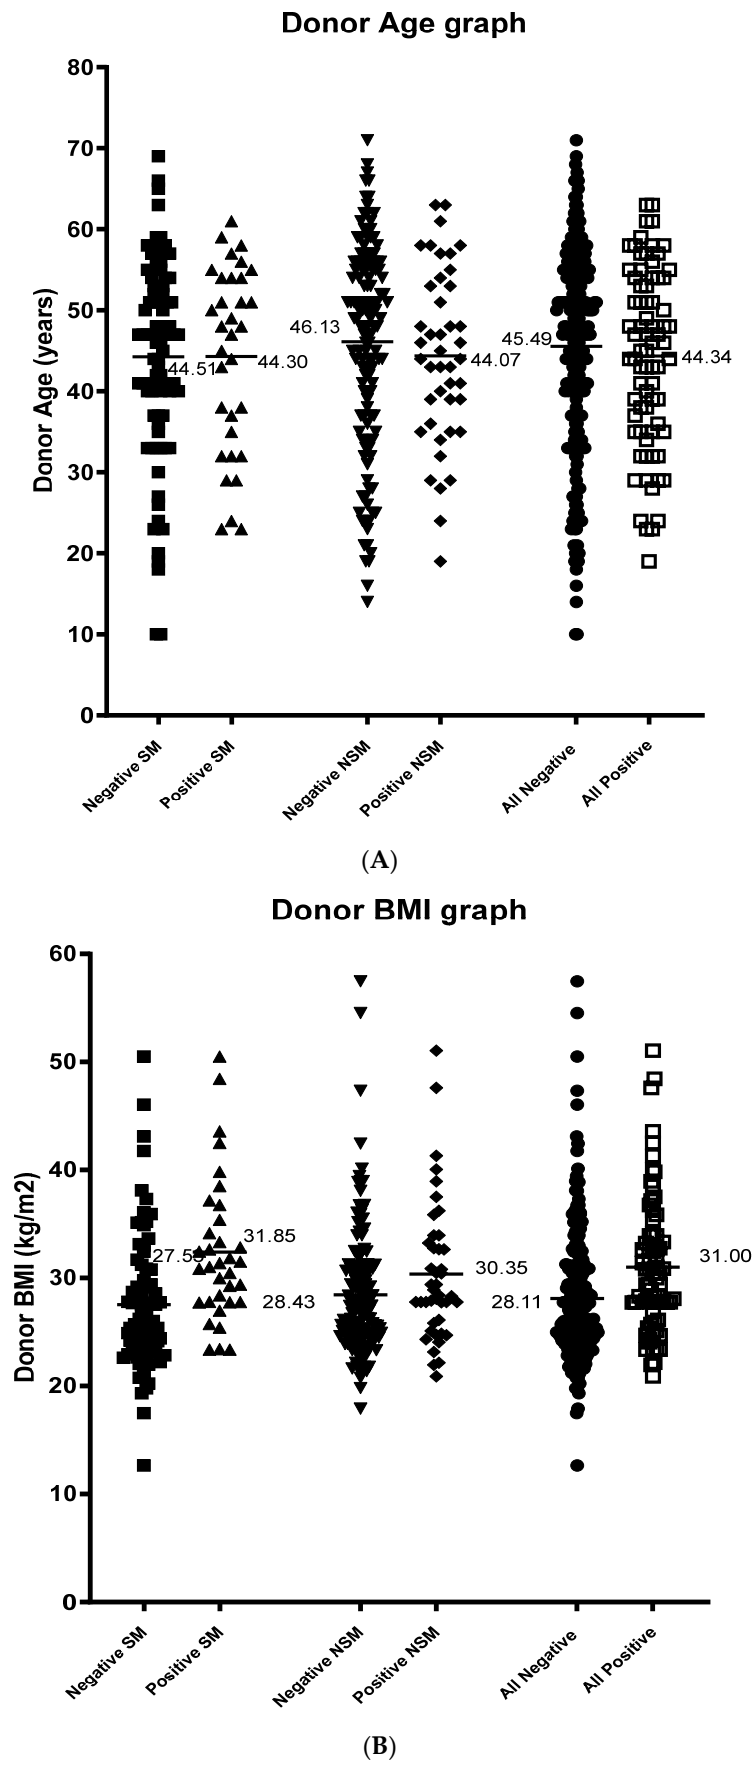 Donor Age graph
Donor Age (years)
80
70
60
50
40
30
20
10
0
44.51
44.30
46.13
44.07
45.49
44.34
Negative SM
Positive SM
Negative NSM
Positive NSM
All Negative
All Positive
(A)
Donor BMI graph
Donor BMI (kg/m2)
60
50
40
30
20
10
0
31.85
28.43
30.35
28.11
31.00
Negative SM
Positive SM
Negative NSM
Positive NSM
All Negative
All Positive
(B)